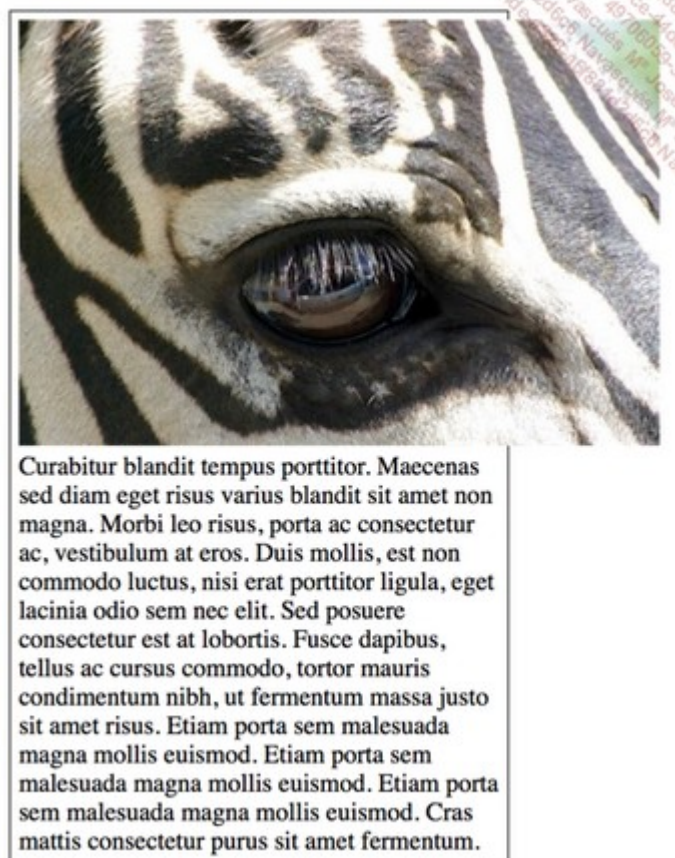 Curabitur blandit tempus porttitor. Maecenas
sed diam eget risus varius blandit sit amet non
magna. Morbi leo risus, porta ac consectetur
ac, vestibulum at eros. Duis mollis, est non
commodo luctus, nisi erat porttitor ligula, eget
lacinia odio sem nec elit. Sed posuere
consectetur est at lobortis. Fusce dapibus,
tellus ac cursus commodo, tortor mauris
condimentum nibh, ut fermentum massa justo
sit amet risus. Etiam porta sem malesuada
magna mollis euismod. Etiam porta sem
malesuada magna mollis euismod. Etiam porta
sem malesuada magna mollis euismod. Cras
mattis consectetur purus sit amet fermentum.